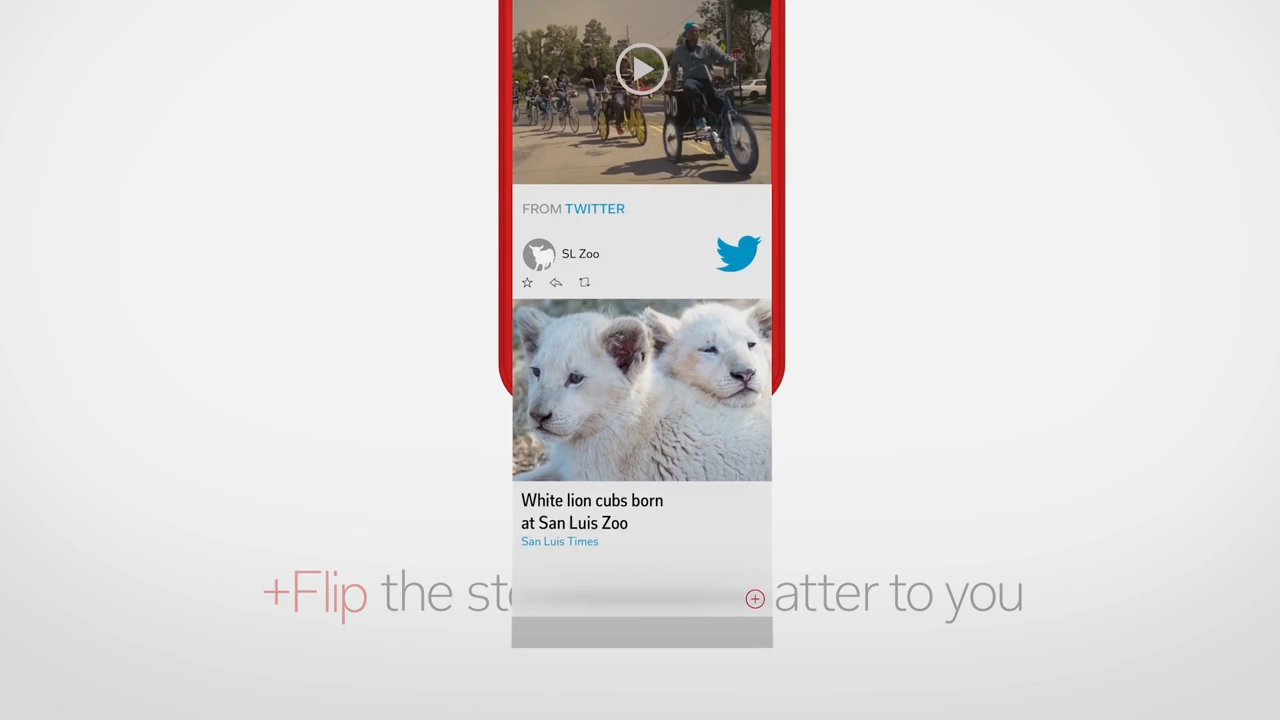 FROM TWITTER
SL Zoo
White lion cubs born
at San Luis Zoo
San Luis Times
+Flip the st atter to you